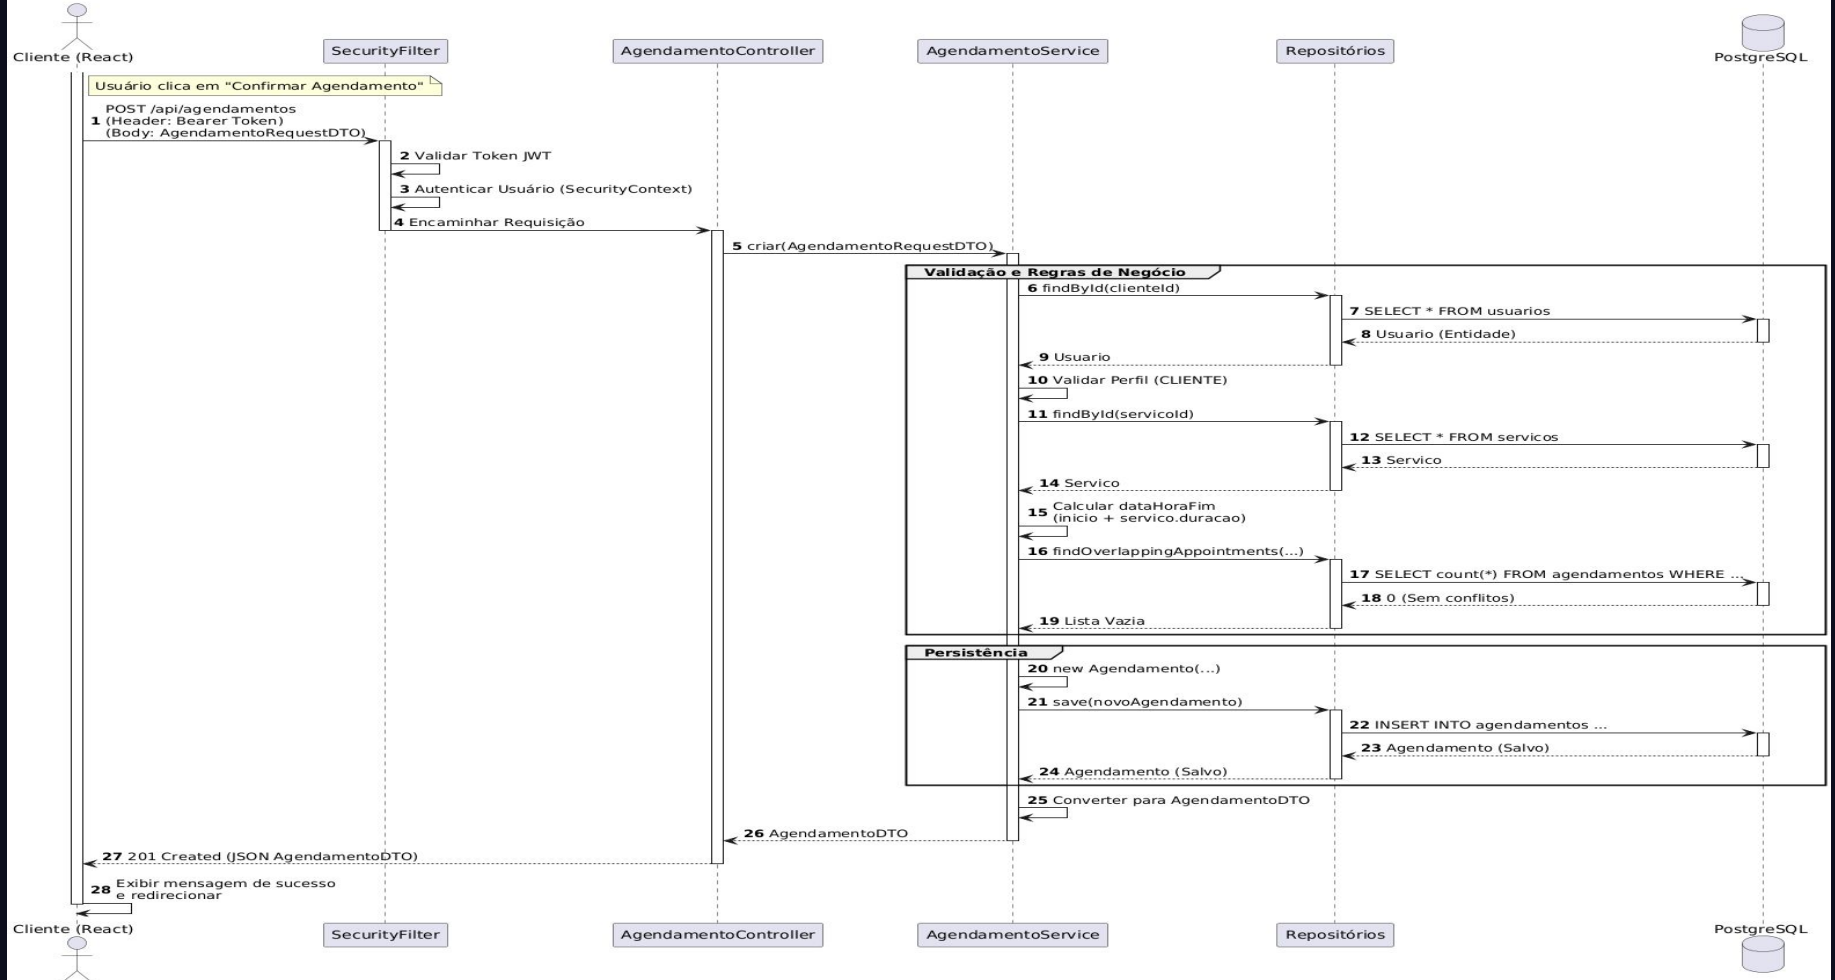 Cliente (React)
SecurityFilter
AgendamentoController
AgendamentoService
Repositórios
PostgreSQL
Usuário clica em "Confirmar Agendamento"
POST /api/agendamentos
1 (Header: Bearer Token)
(Body: AgendamentoRequestDTO)
2 Validar Token JWT
3 Autenticar Usuário (SecurityContext)
4 Encaminhar Requisição
5 criar(AgendamentoRequestDTO)
Validação e Regras de Negócio
6 findById(clienteId)
7 SELECT * FROM usuarios
8 Usuario (Entidade)
9 Usuario
10 Validar Perfil (CLIENTE)
11 findById(servicoId)
12 SELECT * FROM servicos
13 Servico
14 Servico
15 Calcular dataHoraFim
(inicio + servico.duracao)
16 findOverlappingAppointments(...)
17 SELECT count(*) FROM agendamentos WHERE ...
18 0 (Sem conflitos)
19 Lista Vazia
Persistência
20 new Agendamento(...)
21 save(novoAgendamento)
22 INSERT INTO agendamentos ...
23 Agendamento (Salvo)
24 Agendamento (Salvo)
25 Converter para AgendamentoDTO
26 AgendamentoDTO
27 201 Created (JSON AgendamentoDTO)
28 Exibir mensagem de sucesso
e redirecionar
Cliente (React)
SecurityFilter
AgendamentoController
AgendamentoService
Repositórios
PostgreSQL